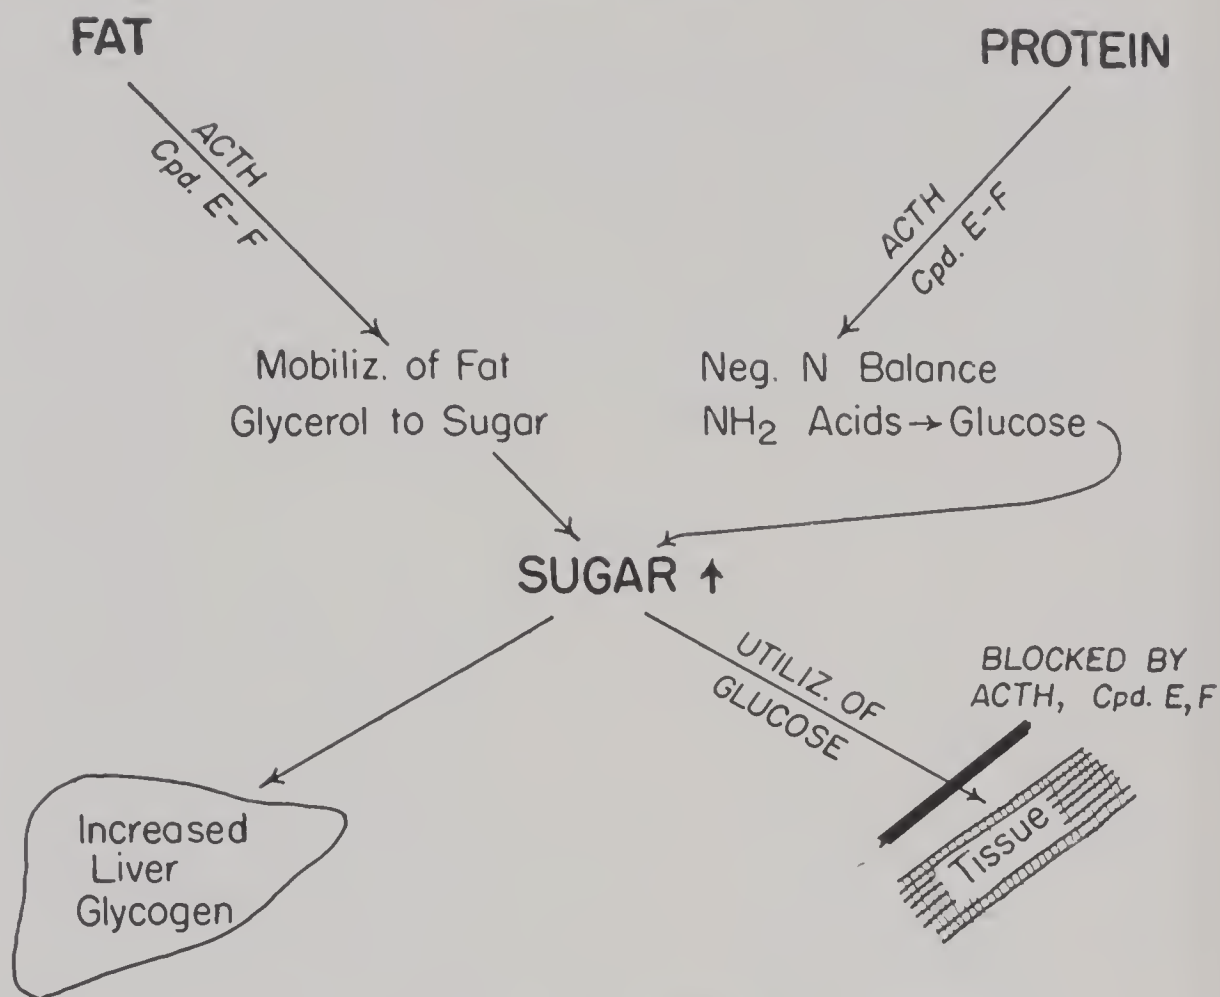 FAT
PROTEIN
ACTH
Cpd. E-F
ACTH
Cpd. E-F
Mobiliz. of Fat
Glycerol to Sugar
Neg. N Balance
NH₂ Acids → Glucose
SUGAR ↑
UTILIZ. OF
GLUCOSE
BLOCKED BY
ACTH, Cpd. E, F
Increased
Liver
Glycogen
Tissue